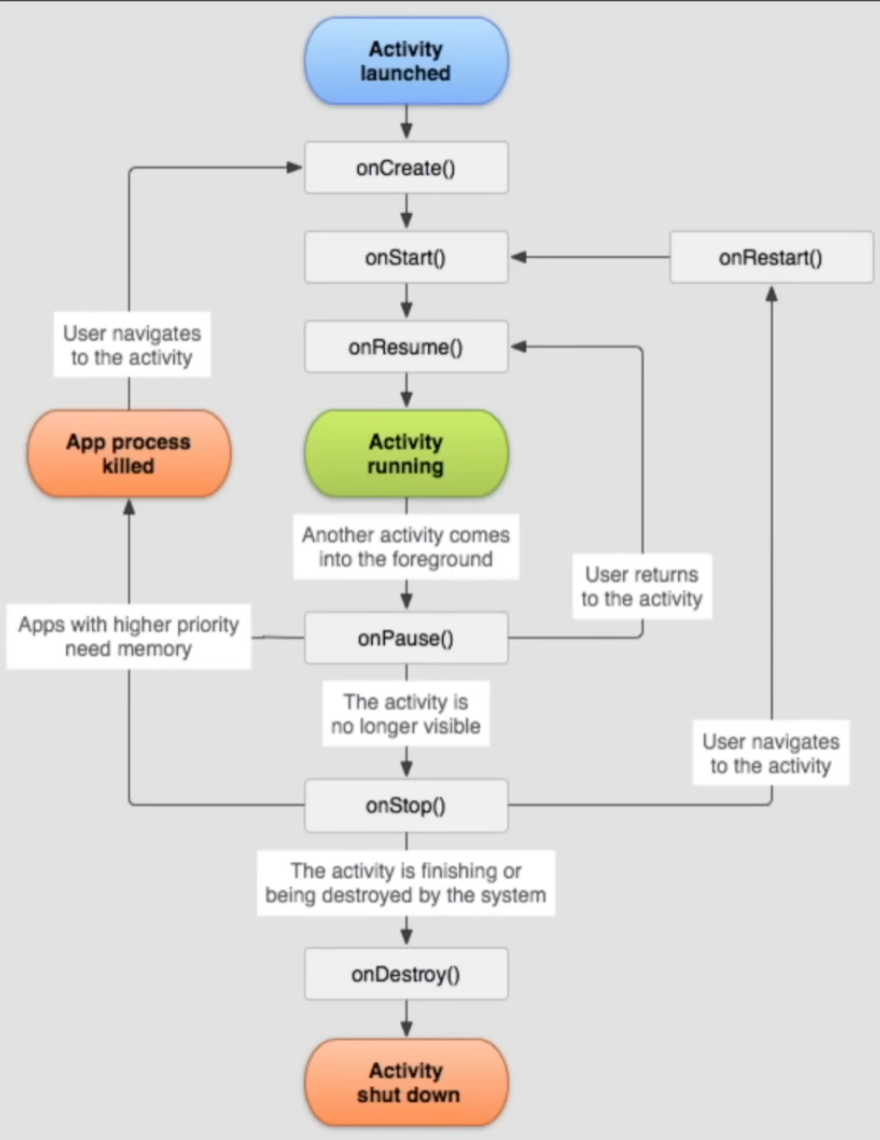 Activity
launched
onCreate()
onStart()
onRestart()
User navigates
to the activity
onResume()
App process
killed
Activity
running
Another activity comes
into the foreground
User returns
to the activity
Apps with higher priority
need memory
onPause()
The activity is
no longer visible
User navigates
to the activity
onStop()
The activity is finishing or
being destroyed by the system
onDestroy()
Activity
shut down